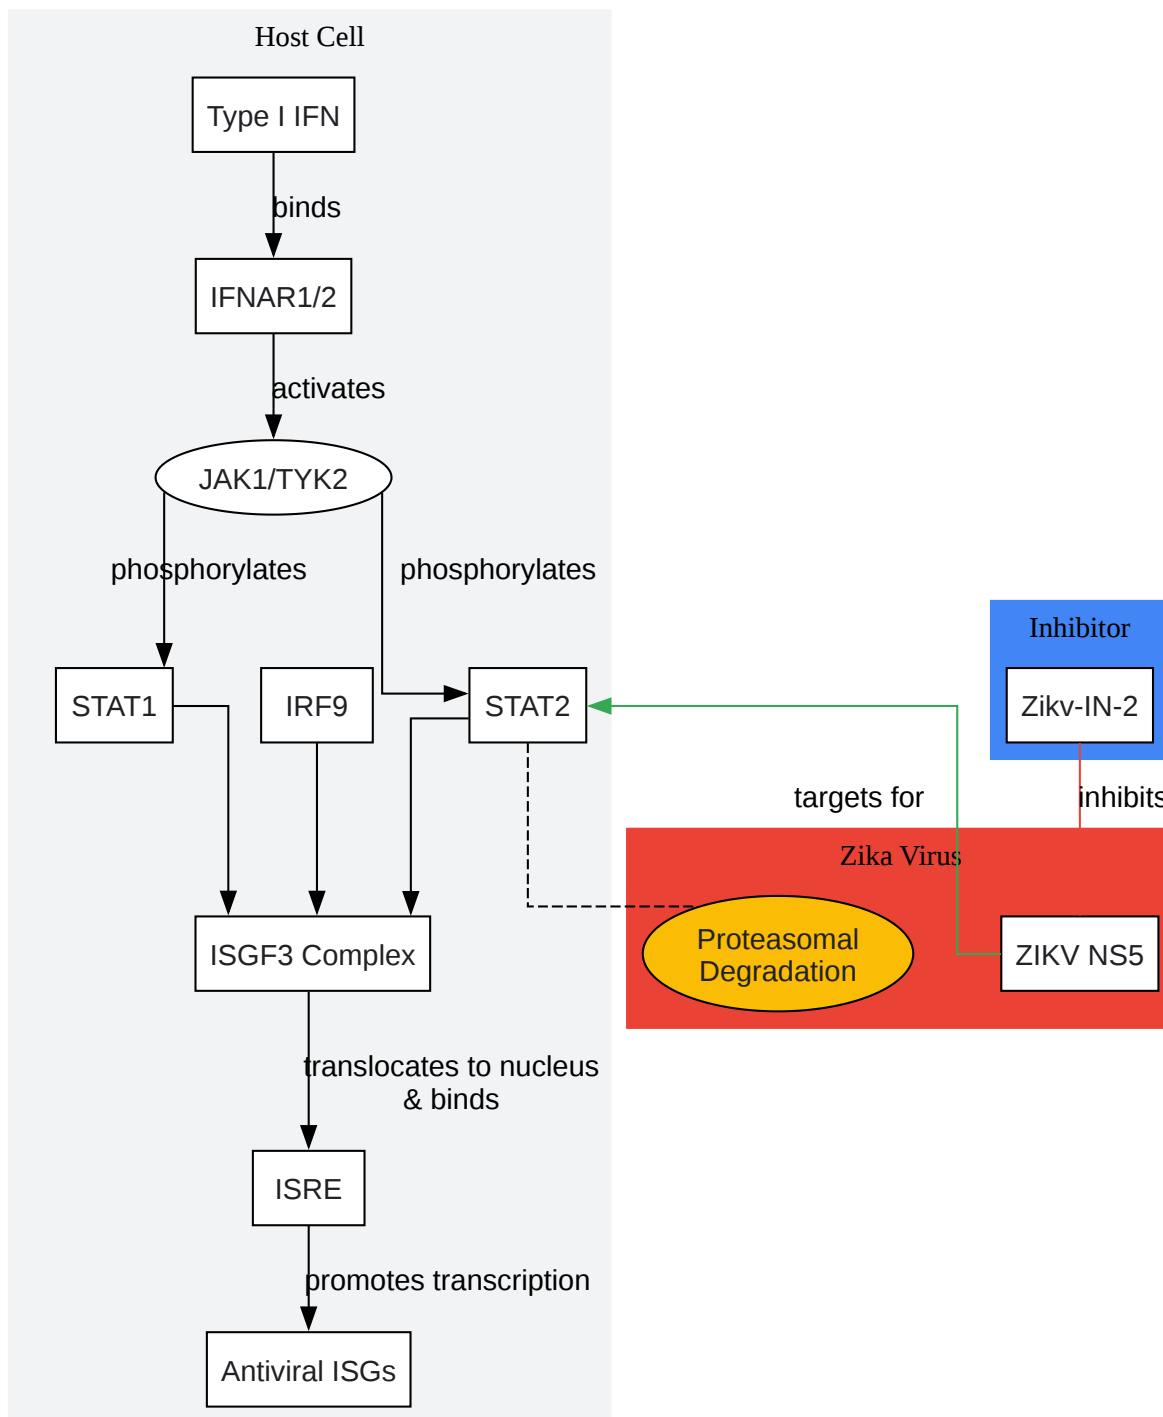 Host Cell
Type I IFN
binds
IFNAR1/2
activates
JAK1/TYK2
phosphorylates
phosphorylates
Inhibitor
STAT1
IRF9
STAT2
Zikv-IN-2
targets for
inhibits
Zika Virus
Proteasomal
Degradation
ISGF3 Complex
ZIKV NS5
translocates to nucleus
& binds
ISRE
promotes transcription
Antiviral ISGs